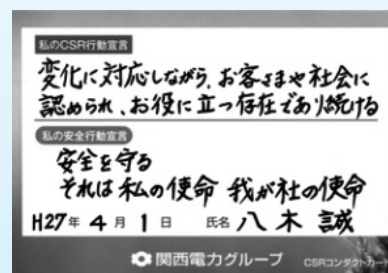 私のCSR行動宣言
変化に対応しながら、お客さまや社会に
認められ、お役に立つ存在であり続ける
私の安全行動宣言
安全を守る
それは私の使命 我が社の使命
H27年 4月 1日 氏名 八木 誠
関西電力グループ CSRコンダクトカード